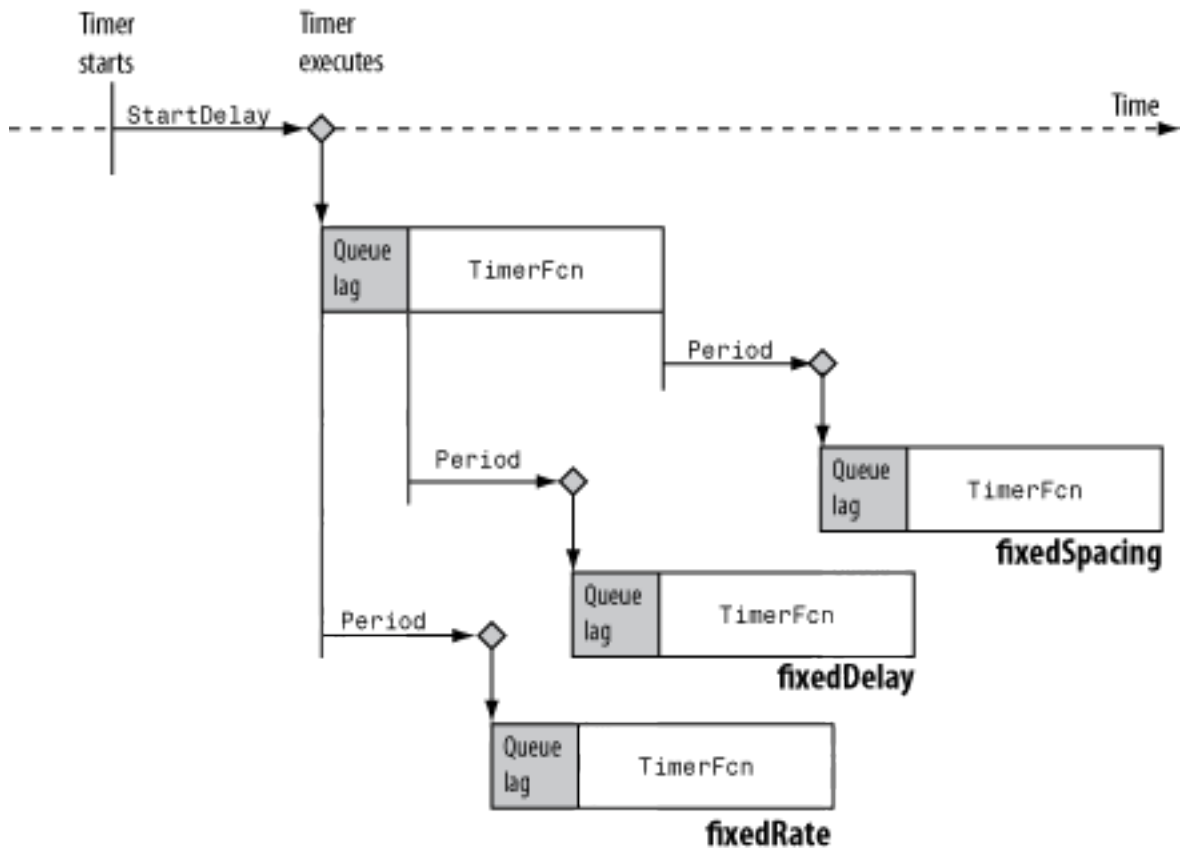 Timer
starts
Timer
executes
StartDelay
Time
Queue
lag
TimerFcn
Period
Period
Queue
lag
TimerFcn
fixedSpacing
Queue
lag
TimerFcn
Period
fixedDelay
Queue
lag
TimerFcn
fixedRate